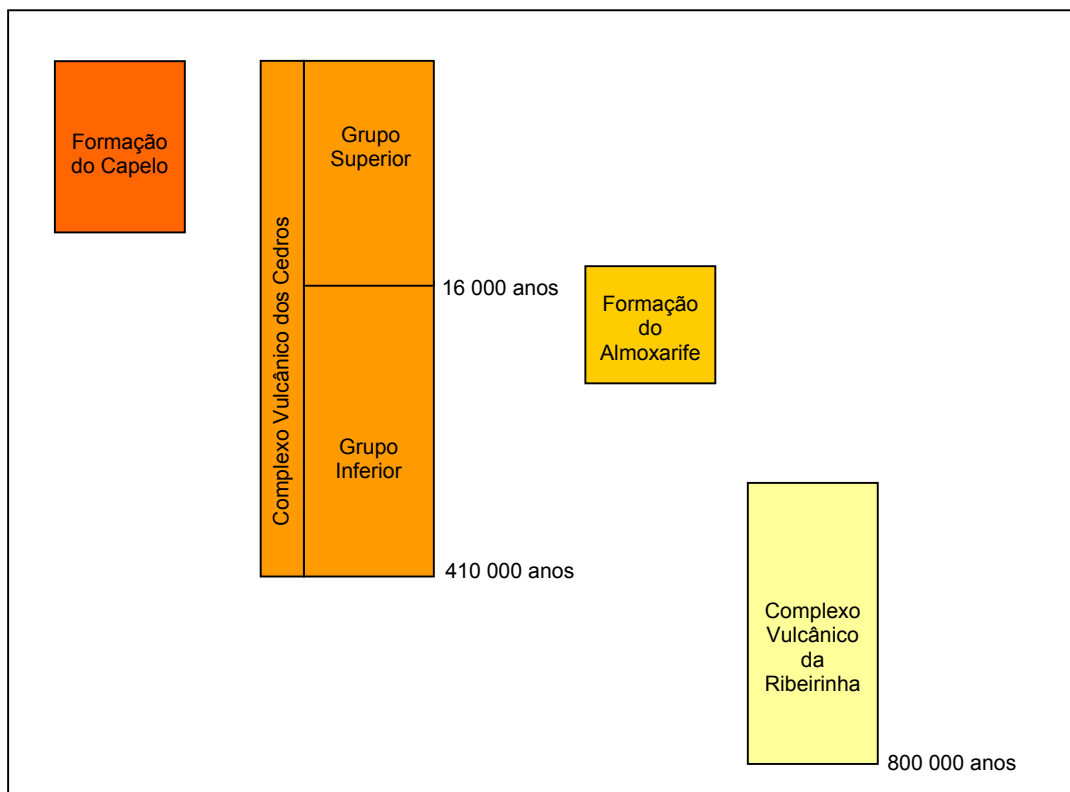 Formação
do Capelo
Complexo Vulcânico dos Cedros
Grupo
Superior
16 000 anos
Formação
do
Almoxarife
Grupo
Inferior
410 000 anos
Complexo
Vulcânico
da
Ribeirinha
800 000 anos